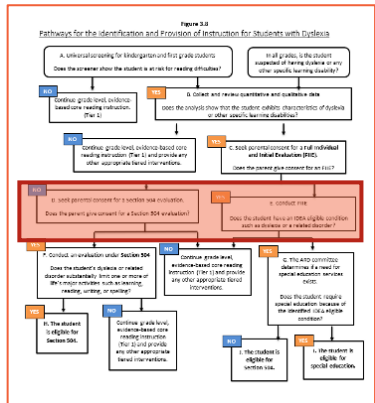 Figure 3.8
Pathways for the Identification and Provision of Instruction for Students with Dyslexia
A. Universal screening for kindergarten and first grade students
Does the screener show the student is at risk for reading difficulties?
In all grades, is the student
suspected of having dyslexia or any
other specific learning disability?
NO
Continue grade level, evidence-
based core reading instruction.
(Tier 1)
YES
B. Collect and review quantitative and qualitative data
Does the analysis show that the student exhibits characteristics of dyslexia
or other specific learning disabilities?
NO
Continue grade level, evidence-based core
reading instruction (Tier 1) and provide any
other appropriate tiered interventions.
YES
C. Seek parental consent for a Full Individual
and Initial Evaluation (FIIE).
Does the parent give consent for an FIIE?
NO
D. Seek parental consent for a Section 504 evaluation.
Does the parent give consent for a Section 504 evaluation?
YES
E. Conduct FIIE
Does the student have an IDEA eligible condition
such as dyslexia or a related disorder?
YES
F. Conduct an evaluation under Section 504
Does the student's dyslexia or related
disorder substantially limit one or more of
life's major activities such as learning,
reading, writing, or spelling?
NO
Continue grade level,
evidence-based core reading
instruction (Tier 1) and provide
any other appropriate tiered
interventions.
YES
G. The ARD committee
determines if a need for
special education services
exists.
Does the student require
special education because of
the identified IDEA eligible
condition?
YES
H. The student
is eligible for
Section 504.
NO
Continue grade level,
evidence-based core
reading instruction
(Tier 1) and provide
any other appropriate
tiered interventions.
NO
J. The student is
eligible for
Section 504.
YES
I. The student is
eligible for
special education.